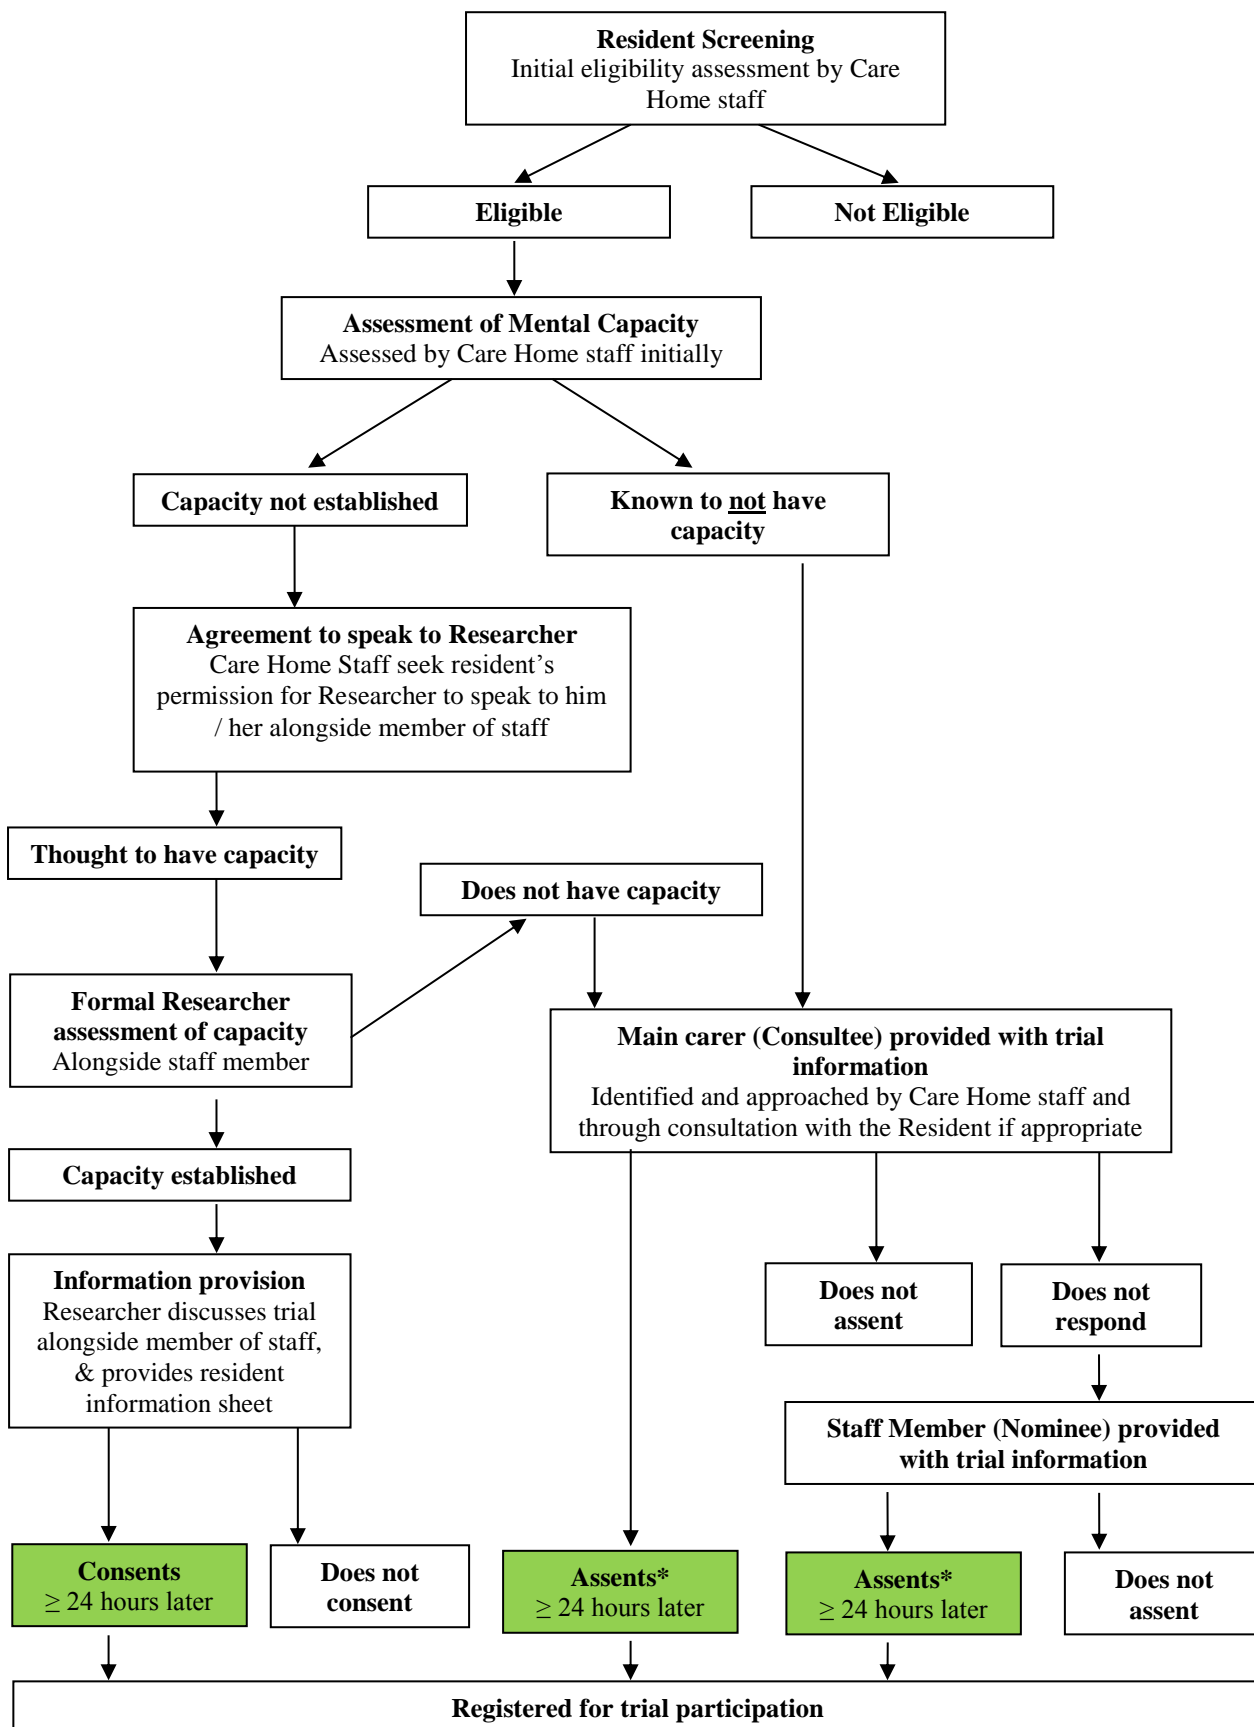 Resident Screening
Initial eligibility assessment by Care
Home staff
Eligible
Not Eligible
Assessment of Mental Capacity
Assessed by Care Home staff initially
Capacity not established
Known to not have
capacity
Agreement to speak to Researcher
Care Home Staff seek resident’s
permission for Researcher to speak to him
/ her alongside member of staff
Thought to have capacity
Does not have capacity
Formal Researcher
assessment of capacity
Alongside staff member
Main carer (Consultee) provided with trial
information
Identified and approached by Care Home staff and
through consultation with the Resident if appropriate
Capacity established
Information provision
Researcher discusses trial
alongside member of staff,
& provides resident
information sheet
Does not
assent
Does not
respond
Staff Member (Nominee) provided
with trial information
Consents
≥ 24 hours later
Does not
consent
Assents*
≥ 24 hours later
Assents*
≥ 24 hours later
Does not
assent
Registered for trial participation